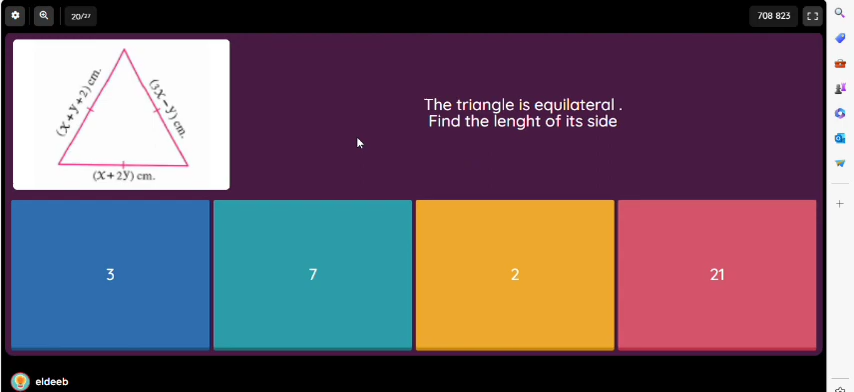 20/27
708 823
(X+y+2) cm.
(3X-y) cm.
(X+2y) cm.
The triangle is equilateral .
Find the lenght of its side
3
7
2
21
eldeeb